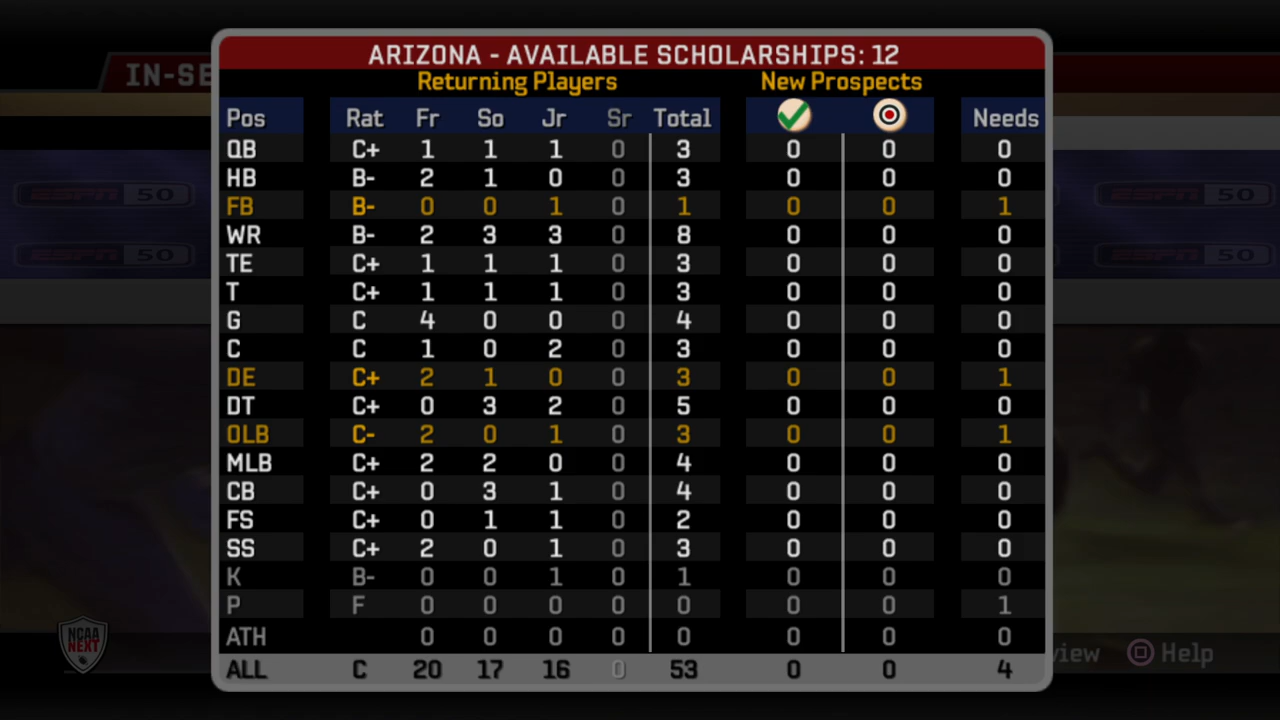 ARIZONA - AVAILABLE SCHOLARSHIPS: 12
IN-SE
Returning Players New Prospects
Pos Rat Fr So Jr Sr Total Needs
QB C+ 1 1 1 0 3 0 0 0
HB B- 2 1 0 0 3 0 0 0
ESPN 50 ESPN 50
FB B- 0 0 1 0 1 0 0 1
WR B- 2 3 3 0 8 0 0 0
ESPN 50 ESPN 50
TE C+ 1 1 1 0 3 0 0 0
T C+ 1 1 1 0 3 0 0 0
G C 4 0 0 0 4 0 0 0
C C 1 0 2 0 3 0 0 0
DE C+ 2 1 0 0 3 0 0 1
DT C+ 0 3 2 0 5 0 0 0
OLB C- 2 0 1 0 3 0 0 1
MLB C+ 2 2 0 0 4 0 0 0
CB C+ 0 3 1 0 4 0 0 0
FS C+ 0 1 1 0 2 0 0 0
SS C+ 2 0 1 0 3 0 0 0
K B- 0 0 1 0 1 0 0 0
P F 0 0 0 0 0 0 0 1
ATH 0 0 0 0 0 0 0 0
NCAA
NEXT
view Help
ALL C 20 17 16 0 53 0 0 4